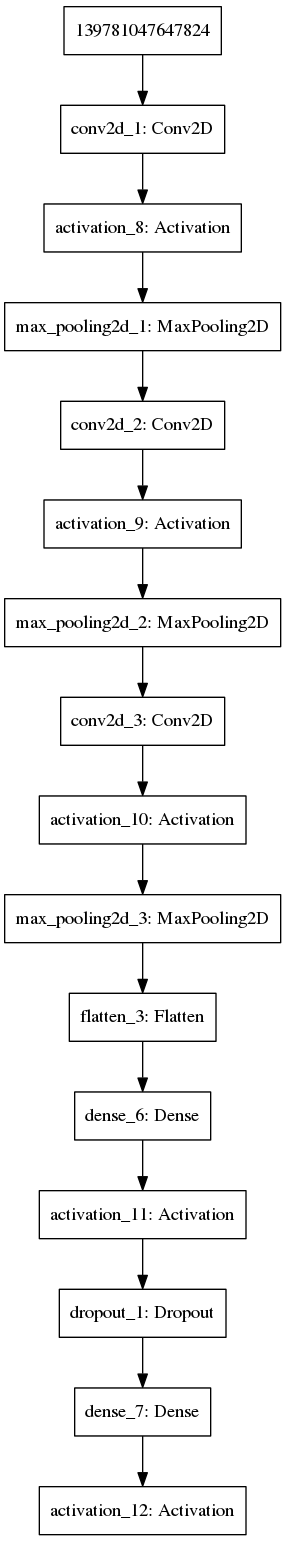 139781047647824
conv2d_1: Conv2D
activation_8: Activation
max_pooling2d_1: MaxPooling2D
conv2d_2: Conv2D
activation_9: Activation
max_pooling2d_2: MaxPooling2D
conv2d_3: Conv2D
activation_10: Activation
max_pooling2d_3: MaxPooling2D
flatten_3: Flatten
dense_6: Dense
activation_11: Activation
dropout_1: Dropout
dense_7: Dense
activation_12: Activation